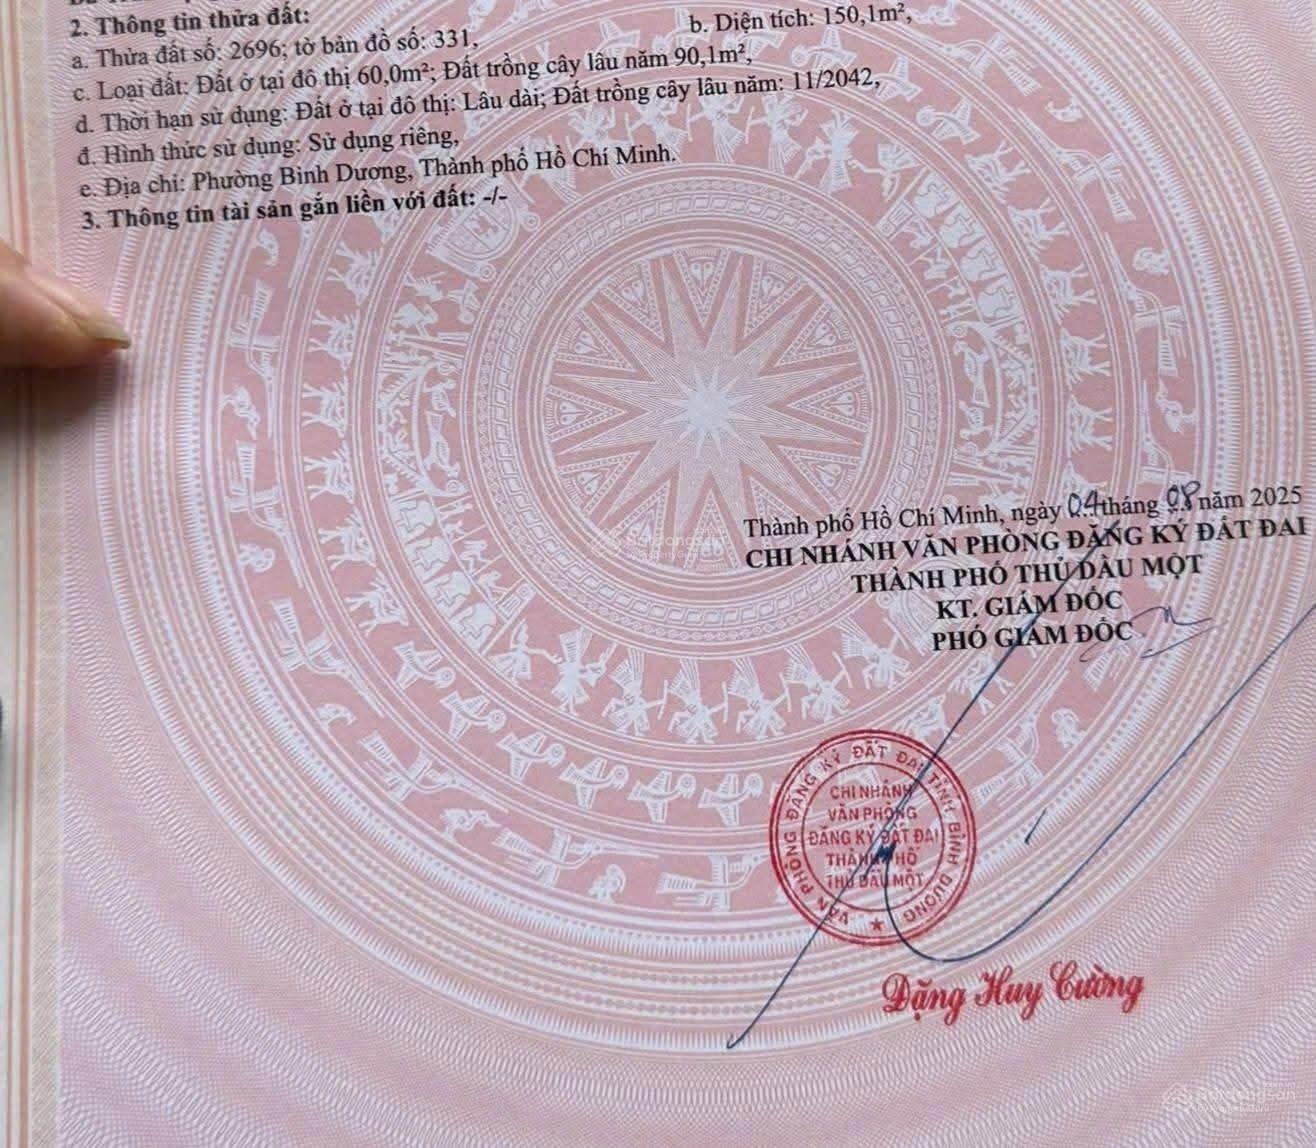 2. Thông tin thửa đất:
a. Thửa đất số: 2696; tờ bản đồ số: 331,
b. Diện tích: 150,1m²,
c. Loại đất: Đất ở tại đô thị 60,0m²; Đất trồng cây lâu năm 90,1m²,
d. Thời hạn sử dụng: Đất ở tại đô thị: Lâu dài; Đất trồng cây lâu năm: 11/2042,
đ. Hình thức sử dụng: Sử dụng riêng,
e. Địa chỉ: Phường Bình Dương, Thành phố Hồ Chí Minh.
3. Thông tin tài sản gắn liền với đất: -/-
Thành phố Hồ Chí Minh, ngày 04 tháng 08 năm 2025
CHI NHÁNH VĂN PHÒNG ĐĂNG KÝ ĐẤT ĐAI
THÀNH PHỐ THỦ DẦU MỘT
KT. GIÁM ĐỐC
PHÓ GIÁM ĐỐC
VĂN PHÒNG ĐĂNG KÝ ĐẤT ĐAI TỈNH BÌNH DƯƠNG
CHI NHÁNH
VĂN PHÒNG
ĐĂNG KÝ ĐẤT ĐAI
THÀNH PHỐ
THỦ DẦU MỘT
Đặng Huy Cường
Batdongsan
by PropertyGuru
Batdongsan